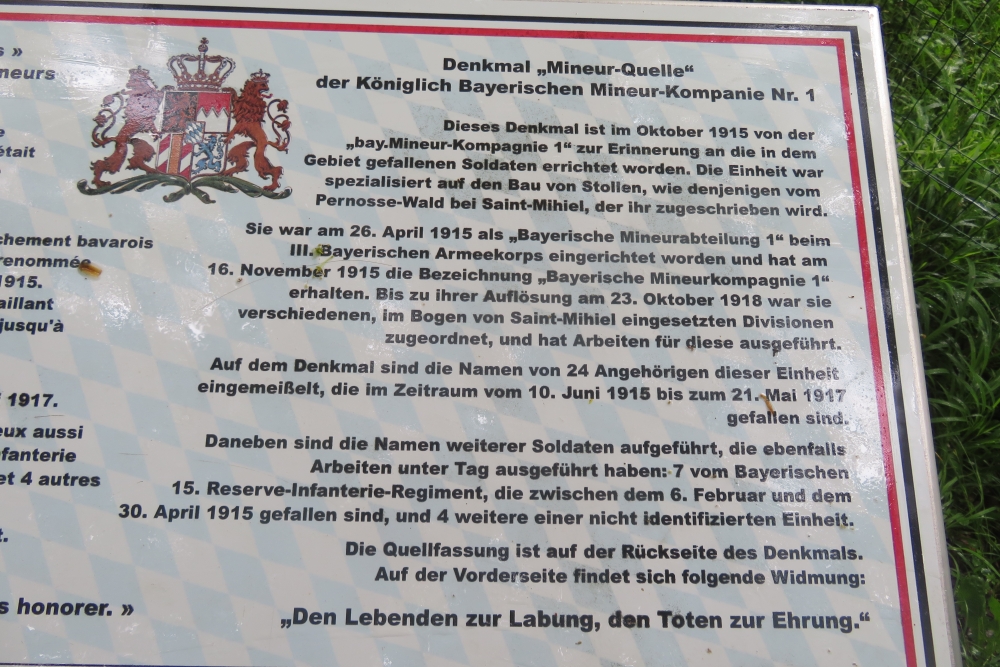 s »
neurs
e
était
chement bavarois
renommée
1915.
aillant
jusqu'à
1917.
eux aussi
nfanterie
et 4 autres
t.
s honorer. »
Denkmal „Mineur-Quelle“
der Königlich Bayerischen Mineur-Kompanie Nr. 1
Dieses Denkmal ist im Oktober 1915 von der
„bay.Mineur-Kompagnie 1“ zur Erinnerung an die in dem
Gebiet gefallenen Soldaten errichtet worden. Die Einheit war
spezialisiert auf den Bau von Stollen, wie denjenigen vom
Pernosse-Wald bei Saint-Mihiel, der ihr zugeschrieben wird.
Sie war am 26. April 1915 als „Bayerische Mineurabteilung 1“ beim
III. Bayerischen Armeekorps eingerichtet worden und hat am
16. November 1915 die Bezeichnung „Bayerische Mineurkompagnie 1“
erhalten. Bis zu ihrer Auflösung am 23. Oktober 1918 war sie
verschiedenen, im Bogen von Saint-Mihiel eingesetzten Divisionen
zugeordnet, und hat Arbeiten für diese ausgeführt.
Auf dem Denkmal sind die Namen von 24 Angehörigen dieser Einheit
eingemeißelt, die im Zeitraum vom 10. Juni 1915 bis zum 21. Mai 1917
gefallen sind.
Daneben sind die Namen weiterer Soldaten aufgeführt, die ebenfalls
Arbeiten unter Tag ausgeführt haben: 7 vom Bayerischen
15. Reserve-Infanterie-Regiment, die zwischen dem 6. Februar und dem
30. April 1915 gefallen sind, und 4 weitere einer nicht identifizierten Einheit.
Die Quellfassung ist auf der Rückseite des Denkmals.
Auf der Vorderseite findet sich folgende Widmung:
„Den Lebenden zur Labung, den Toten zur Ehrung.“